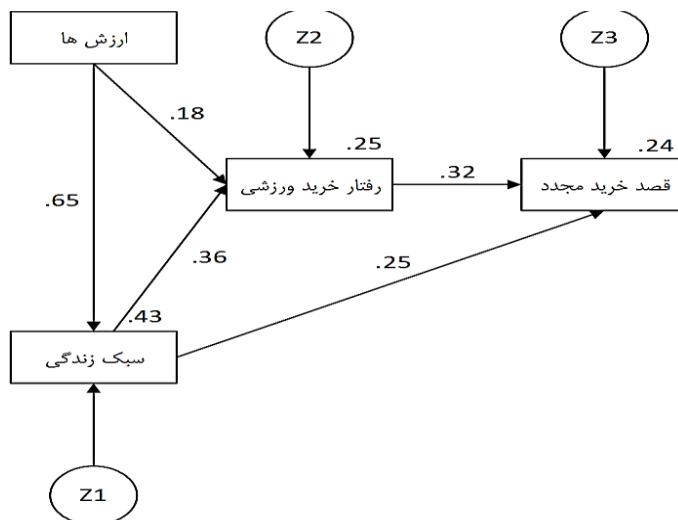 ارزش ها
Z2
Z3
.18
.25
.24
رفتار خرید ورزشی
.32
قصد خرید مجدد
.65
.36
.25
.43
سبک زندگی
Z1